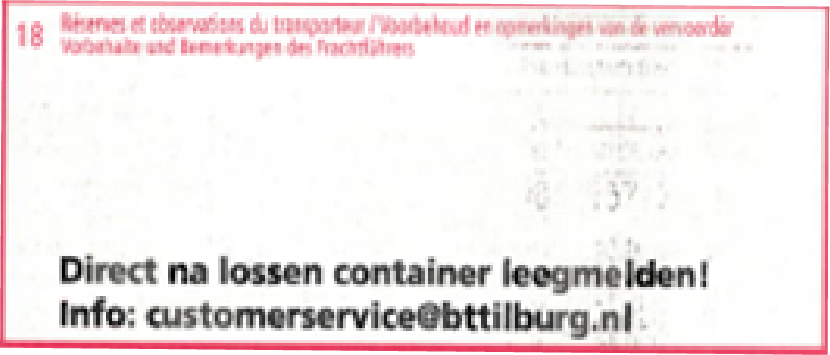 18 Réserves et observations du transporteur / Voorbehoud en opmerkingen van de vervoerder
Vorbehalte und Bemerkungen des Frachtführers
37
Direct na lossen container leegmelden!
Info: customerservice@bttilburg.nl